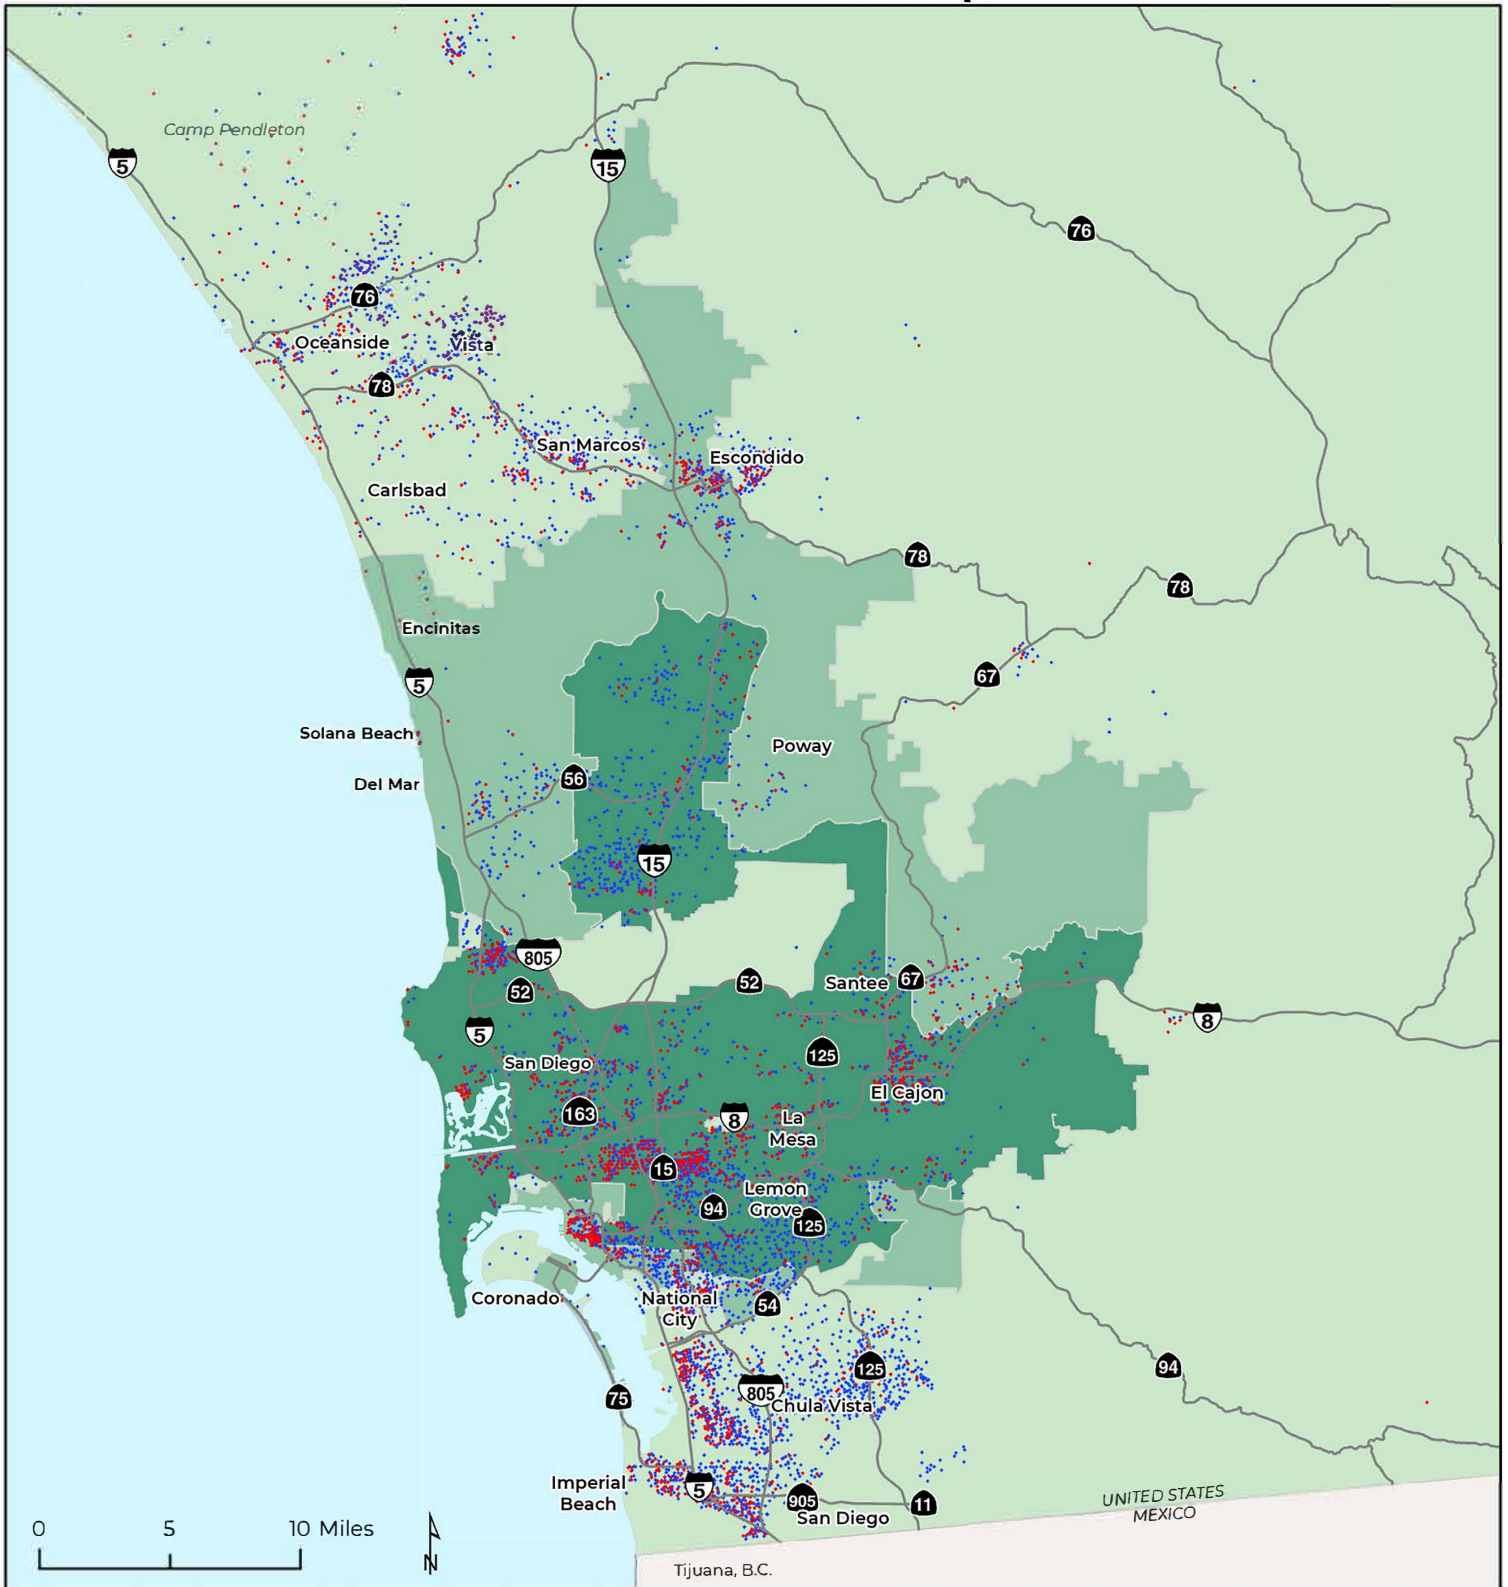 Camp Pendleton
5
15
76
76
Oceanside
Vista
78
San Marcos
Escondido
Carlsbad
78
78
Encinitas
67
5
Solana Beach
Poway
56
Del Mar
15
805
52
52
Santee
67
5
8
125
San Diego
El Cajon
163
8
La
Mesa
15
Lemon
Grove
94
125
Coronado
National
City
54
125
94
805
75
Chula Vista
Imperial
Beach
5
905
11
San Diego
UNITED STATES
MEXICO
0
5
10 Miles
N
Tijuana, B.C.